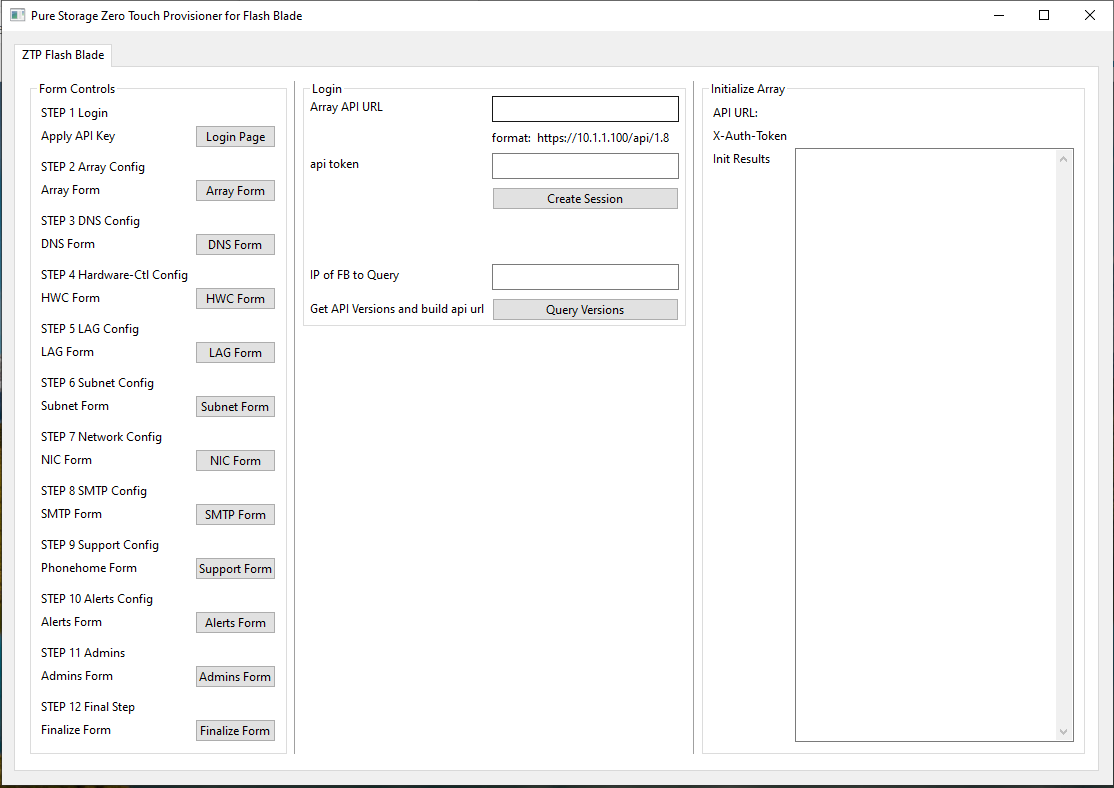 Pure Storage Zero Touch Provisioner for Flash Blade
ZTP Flash Blade
Form Controls
STEP 1 Login
Apply API Key
Login Page
STEP 2 Array Config
Array Form
Array Form
STEP 3 DNS Config
DNS Form
DNS Form
STEP 4 Hardware-Ctl Config
HWC Form
HWC Form
STEP 5 LAG Config
LAG Form
LAG Form
STEP 6 Subnet Config
Subnet Form
Subnet Form
STEP 7 Network Config
NIC Form
NIC Form
STEP 8 SMTP Config
SMTP Form
SMTP Form
STEP 9 Support Config
Phonehome Form
Support Form
STEP 10 Alerts Config
Alerts Form
Alerts Form
STEP 11 Admins
Admins Form
Admins Form
STEP 12 Final Step
Finalize Form
Finalize Form
Login
Array API URL
format:  https://10.1.1.100/api/1.8
api token
Create Session
IP of FB to Query
Get API Versions and build api url
Query Versions
Initialize Array
API URL:
X-Auth-Token
Init Results